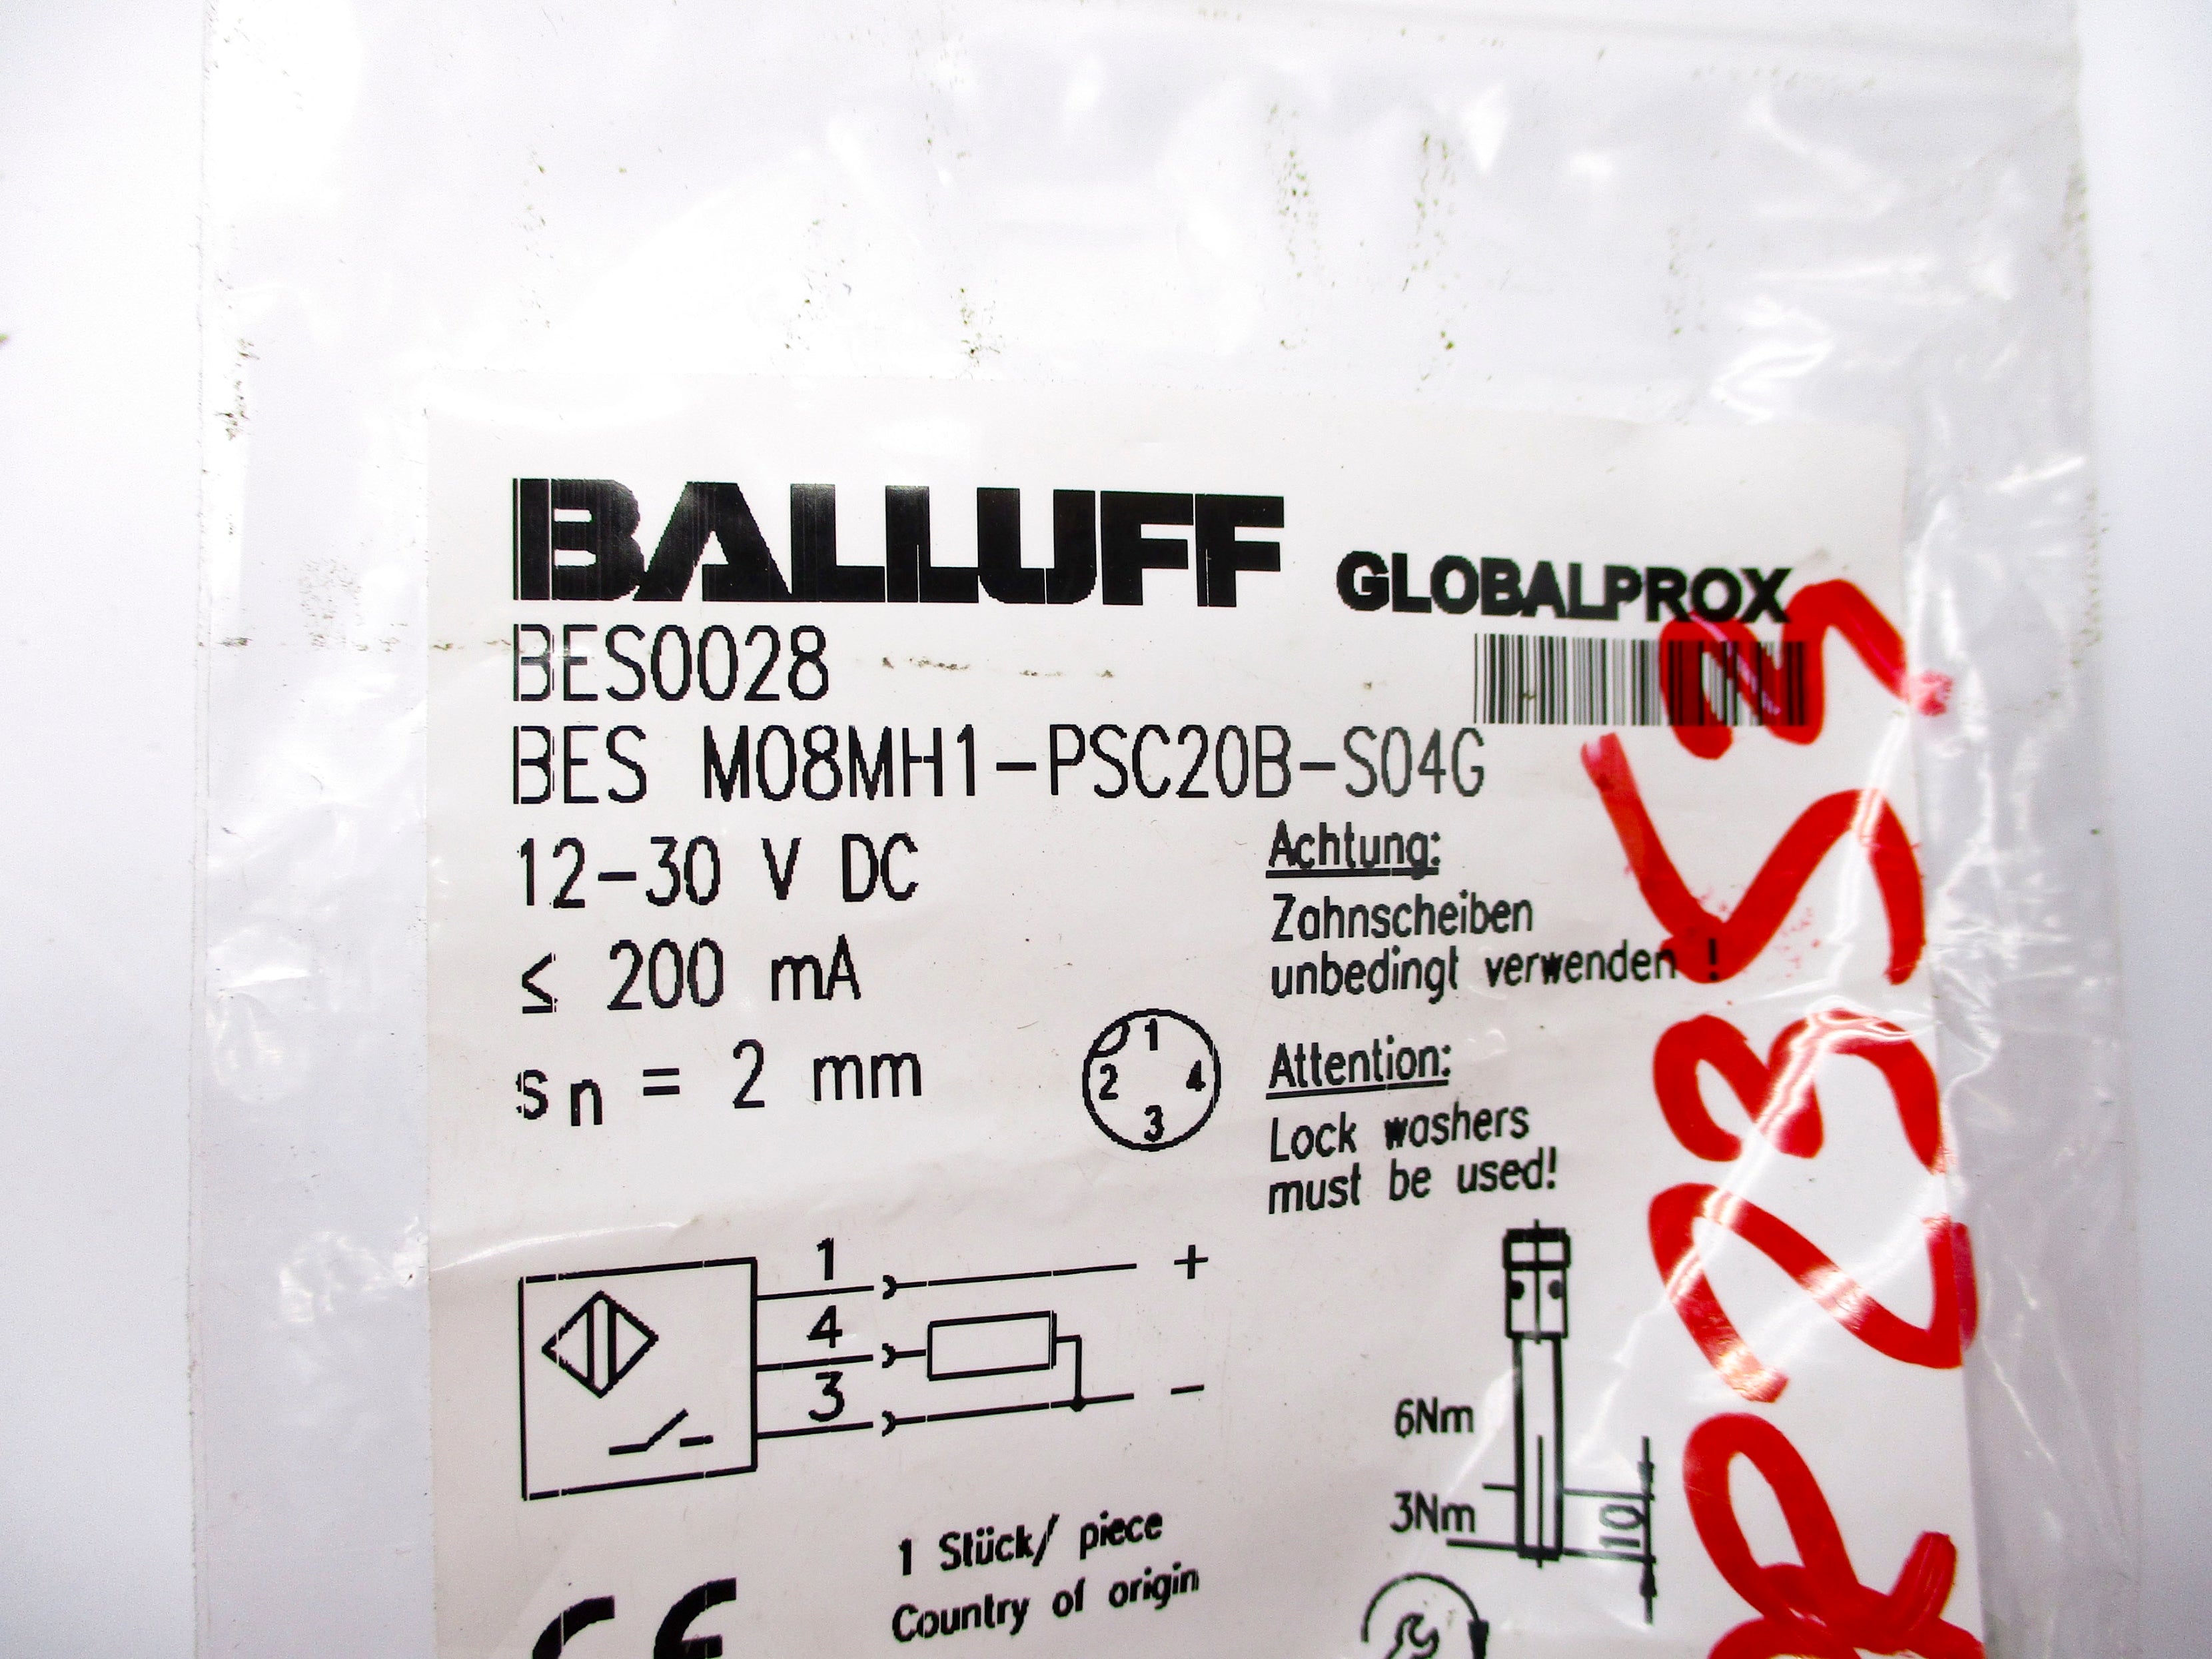 BALLUFF GLOBALPROX
BES0028
BES M08MH1-PSC20B-S04G
12-30 V DC
≤ 200 mA
sn = 2 mm
Achtung:
Zahnscheiben
unbedingt verwenden !
Attention:
Lock washers
must be used!
1
2 4
3
1 +
4
3 -
6Nm
3Nm
10
1 Stück/ piece
Country of origin
CE